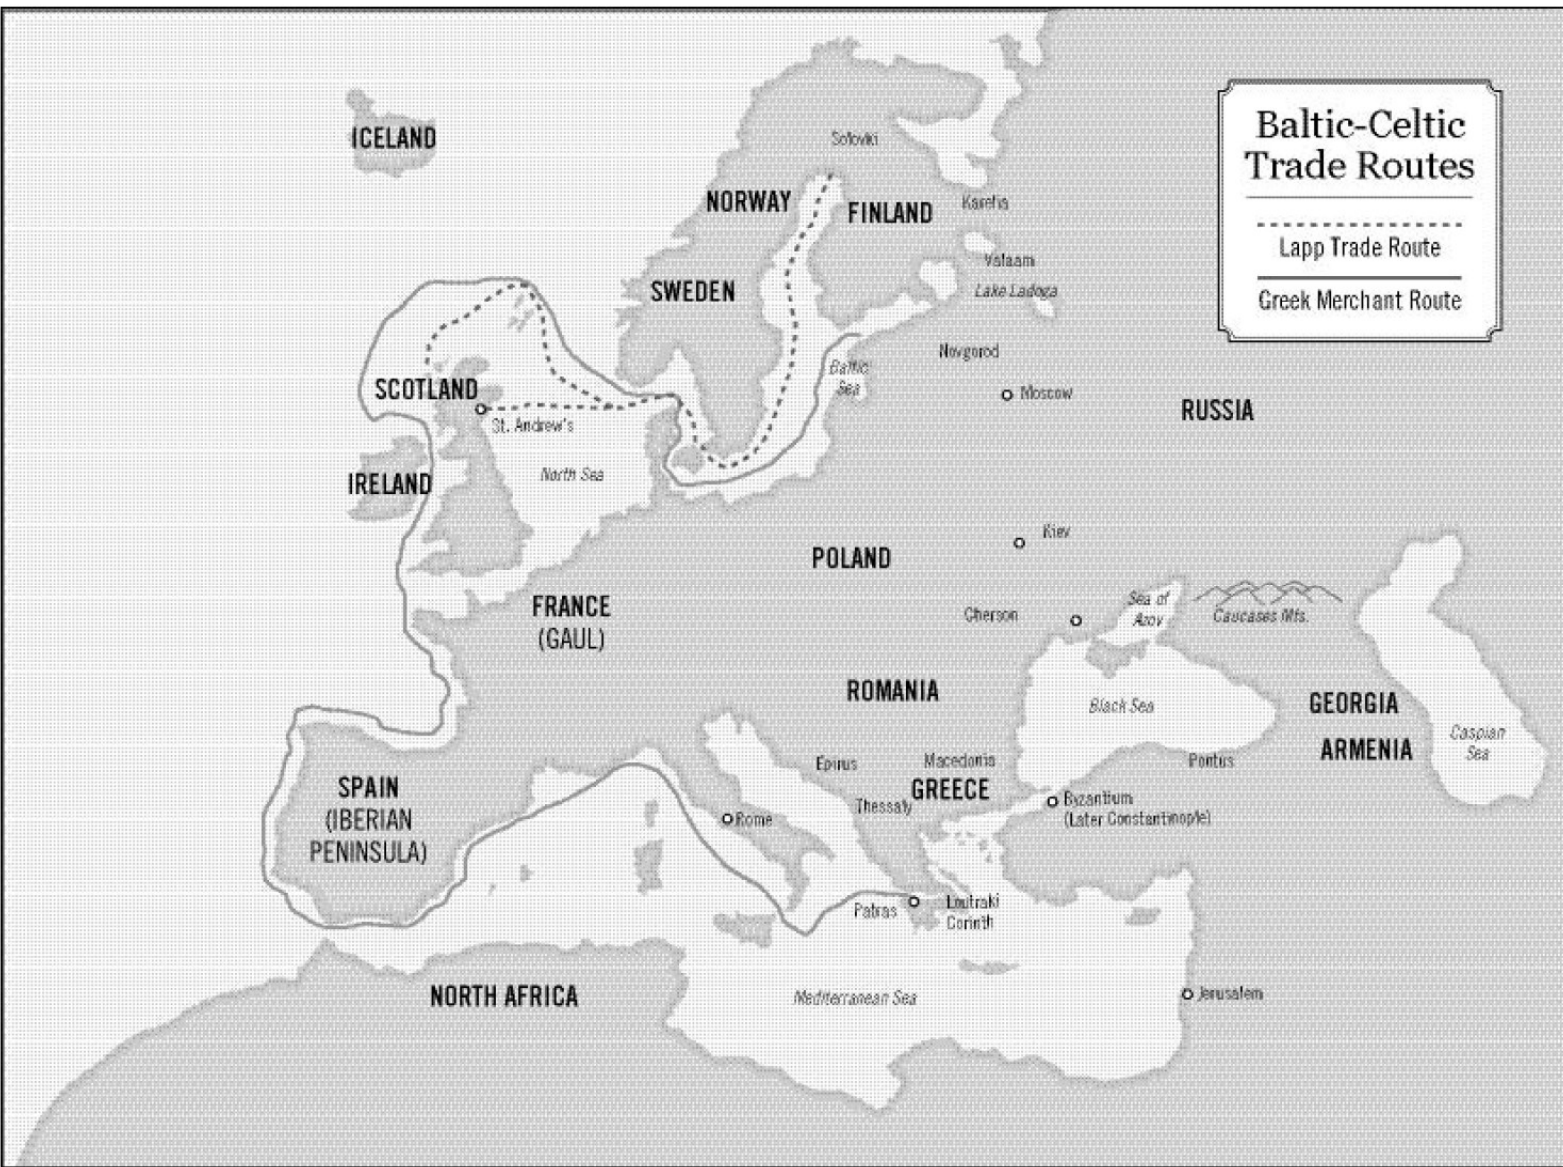 Baltic-Celtic
Trade Routes
Lapp Trade Route
Greek Merchant Route
ICELAND
Solovki
NORWAY
FINLAND
Karelia
Valaam
SWEDEN
Lake Ladoga
Novgorod
Baltic
Sea
SCOTLAND
Moscow
RUSSIA
St. Andrew's
North Sea
IRELAND
Kiev
POLAND
FRANCE
(GAUL)
Cherson
Sea of
Azov
Caucases Mts.
ROMANIA
Black Sea
GEORGIA
ARMENIA
Caspian
Sea
Epirus
Macedonia
Pontus
SPAIN
(IBERIAN
PENINSULA)
GREECE
Thessaly
Byzantium
(Later Constantinople)
Rome
Patras
Loutraki
Corinth
NORTH AFRICA
Mediterranean Sea
Jerusalem